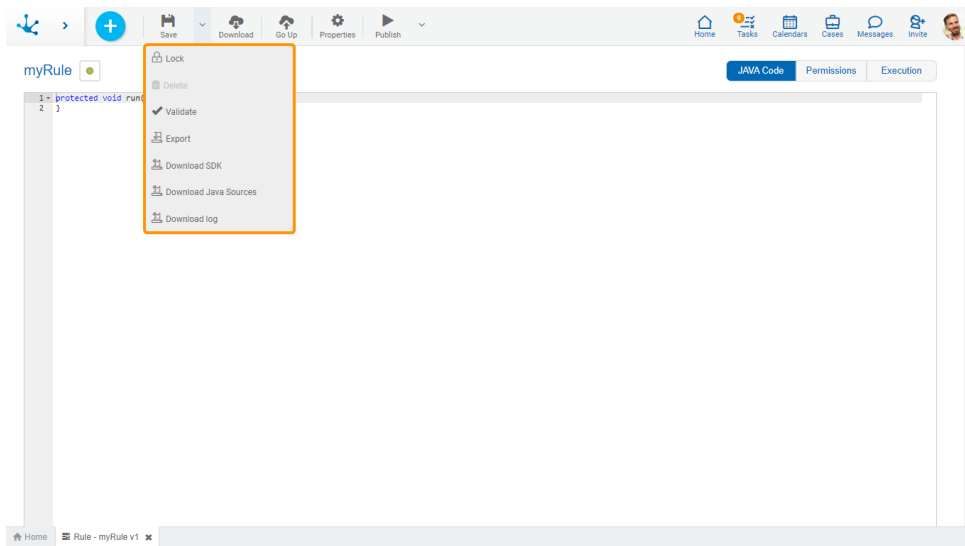 Save
Download
Go Up
Properties
Publish
Home
9
Tasks
Calendars
Cases
Messages
Invite
myRule
JAVA Code
Permissions
Execution
Lock
Delete
Validate
Export
Download SDK
Download Java Sources
Download log
1 protected void run(
2 }
Home
Rule - myRule v1